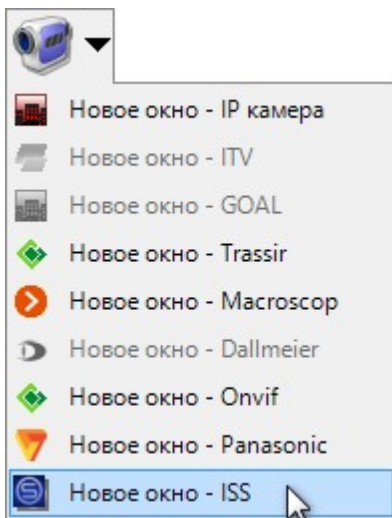 Новое окно - IP камера
Новое окно - ITV
Новое окно - GOAL
Новое окно - Trassir
Новое окно - Macroscop
Новое окно - Dallmeier
Новое окно - Onvif
Новое окно - Panasonic
Новое окно - ISS